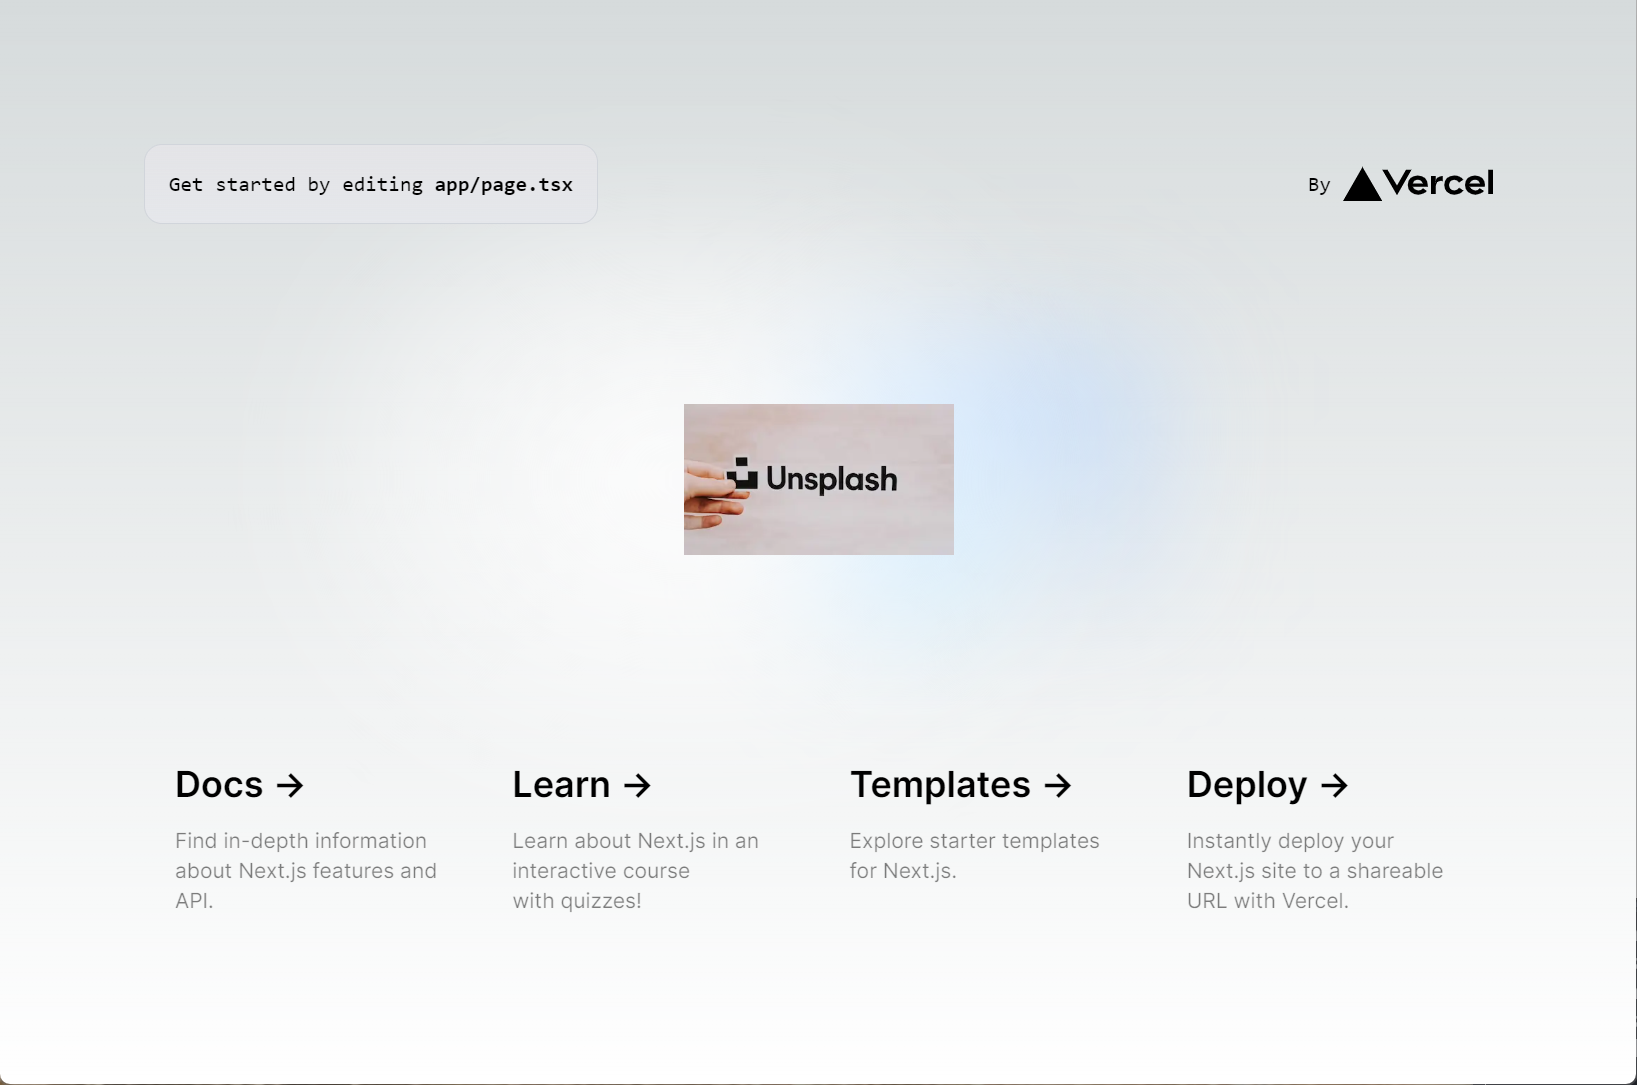 Get started by editing app/page.tsx
By Vercel
Unsplash
Docs →
Find in-depth information
about Next.js features and
API.
Learn →
Learn about Next.js in an
interactive course
with quizzes!
Templates →
Explore starter templates
for Next.js.
Deploy →
Instantly deploy your
Next.js site to a shareable
URL with Vercel.